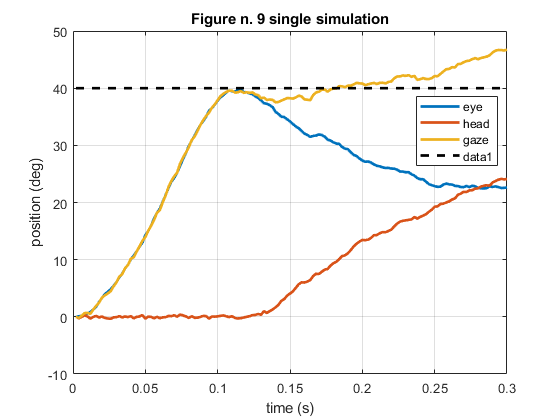 Figure n. 9 single simulation
50
40
30
20
10
0
-10
position (deg)
eye
head
gaze
data1
0 0.05 0.1 0.15 0.2 0.25 0.3
time (s)